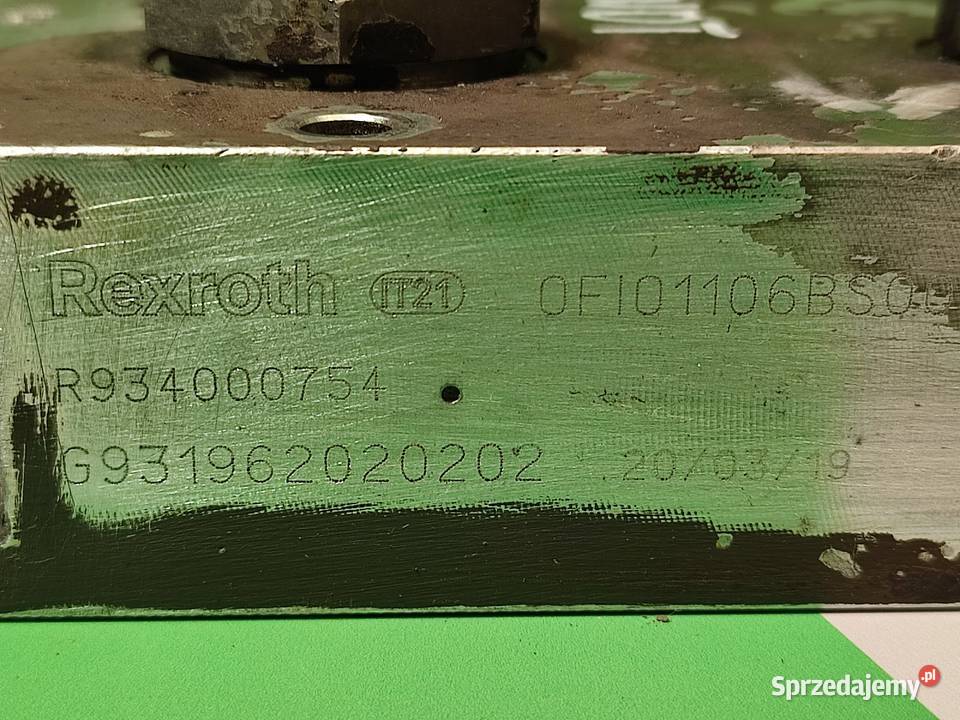 Rexroth IT21 0FI01106BS0
R934000754
G931962020202 20/03/19
Sprzedajemy.pl